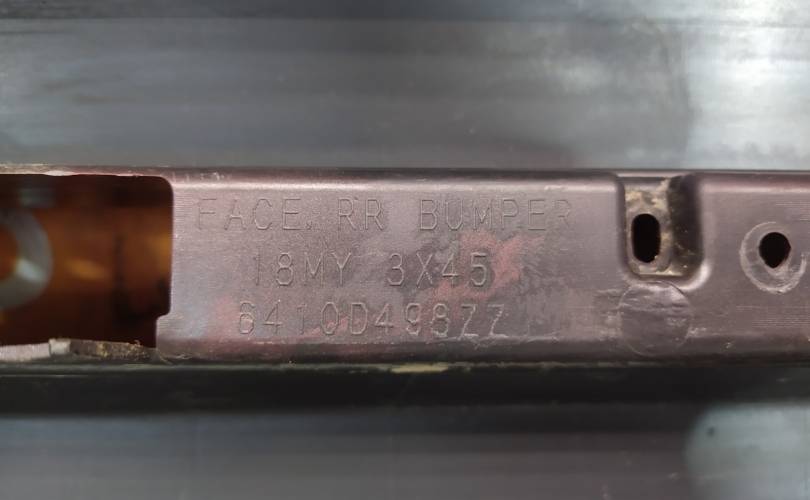 FACE, RR BUMPER
18MY 3X45
6410D498ZZ